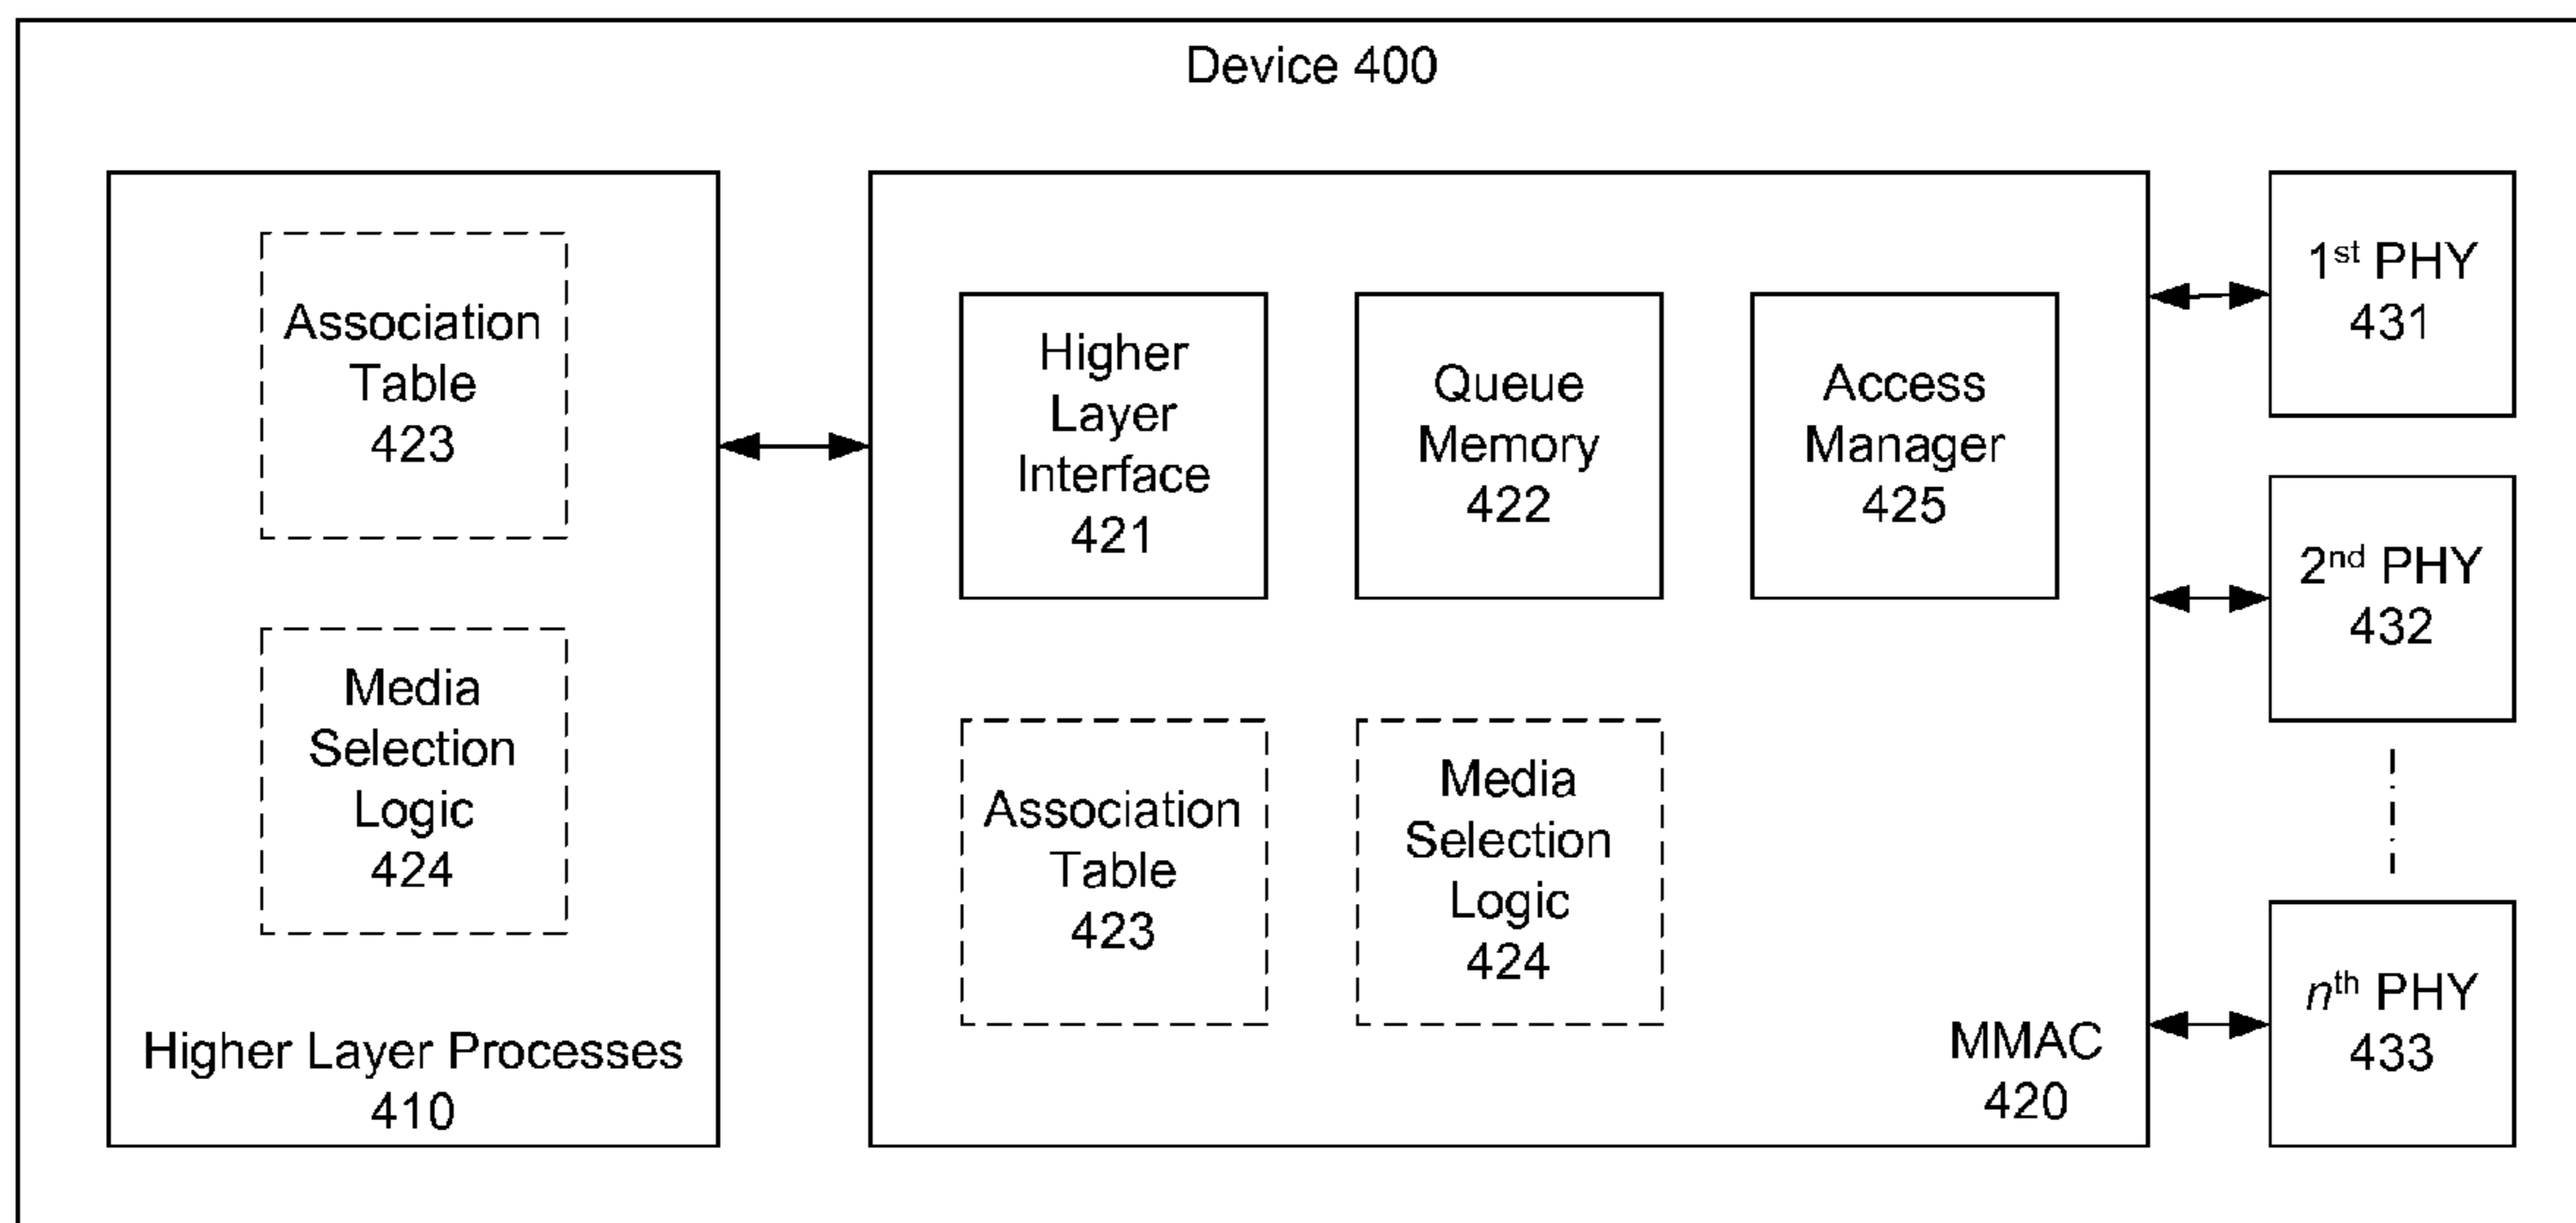 Device 400
Association
Table
423
Media
Selection
Logic
424
Higher Layer Processes
410
Higher
Layer
Interface
421
Queue
Memory
422
Access
Manager
425
Association
Table
423
Media
Selection
Logic
424
MMAC
420
1st PHY
431
2nd PHY
432
nth PHY
433